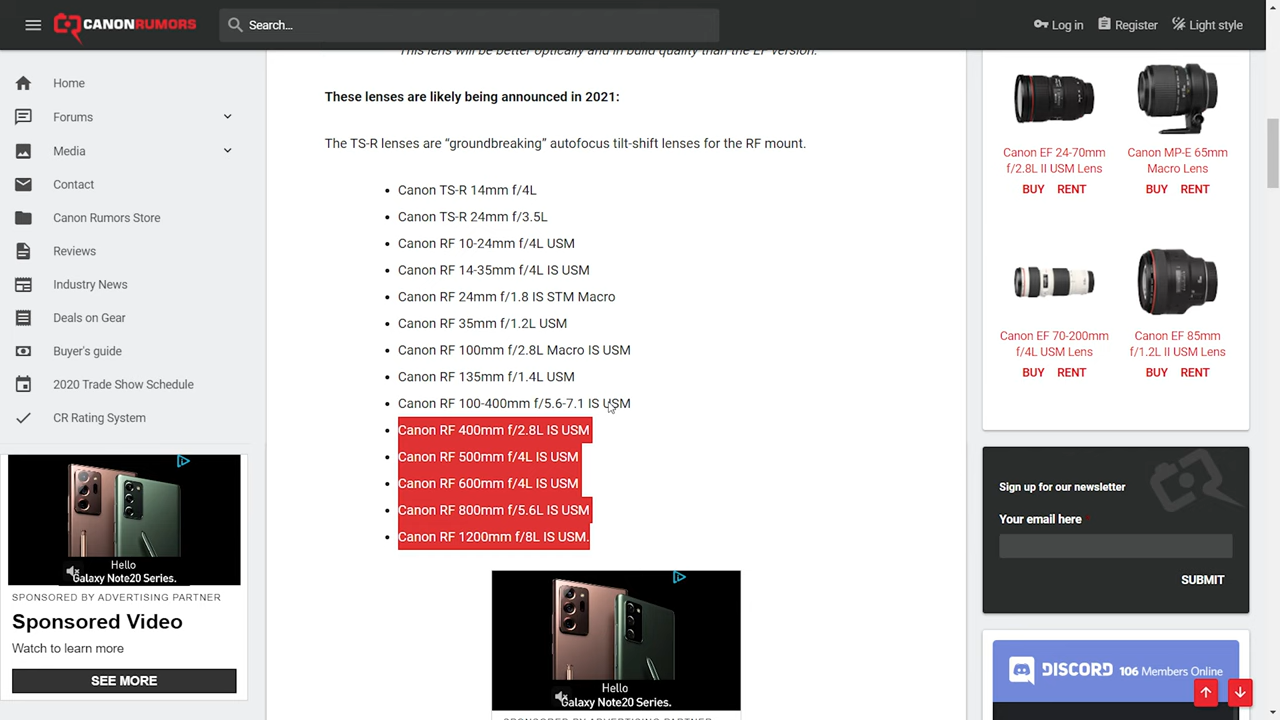 CANONRUMORS
Search...
Log in
Register
Light style
Home
Forums
Media
Contact
Canon Rumors Store
Reviews
Industry News
Deals on Gear
Buyer's guide
2020 Trade Show Schedule
CR Rating System
Hello
Galaxy Note20 Series.
SPONSORED BY ADVERTISING PARTNER
Sponsored Video
Watch to learn more
SEE MORE
This lens will be better optically and in build quality than the EF version.
These lenses are likely being announced in 2021:
The TS-R lenses are “groundbreaking” autofocus tilt-shift lenses for the RF mount.
Canon TS-R 14mm f/4L
Canon TS-R 24mm f/3.5L
Canon RF 10-24mm f/4L USM
Canon RF 14-35mm f/4L IS USM
Canon RF 24mm f/1.8 IS STM Macro
Canon RF 35mm f/1.2L USM
Canon RF 100mm f/2.8L Macro IS USM
Canon RF 135mm f/1.4L USM
Canon RF 100-400mm f/5.6-7.1 IS USM
Canon RF 400mm f/2.8L IS USM
Canon RF 500mm f/4L IS USM
Canon RF 600mm f/4L IS USM
Canon RF 800mm f/5.6L IS USM
Canon RF 1200mm f/8L IS USM.
Hello
Galaxy Note20 Series.
SPONSORED BY ADVERTISING PARTNER
Canon EF 24-70mm
f/2.8L II USM Lens
BUY RENT
Canon MP-E 65mm
Macro Lens
BUY RENT
Canon EF 70-200mm
f/4L USM Lens
BUY RENT
Canon EF 85mm
f/1.2L II USM Lens
BUY RENT
Sign up for our newsletter
Your email here
SUBMIT
DISCORD 106 Members Online